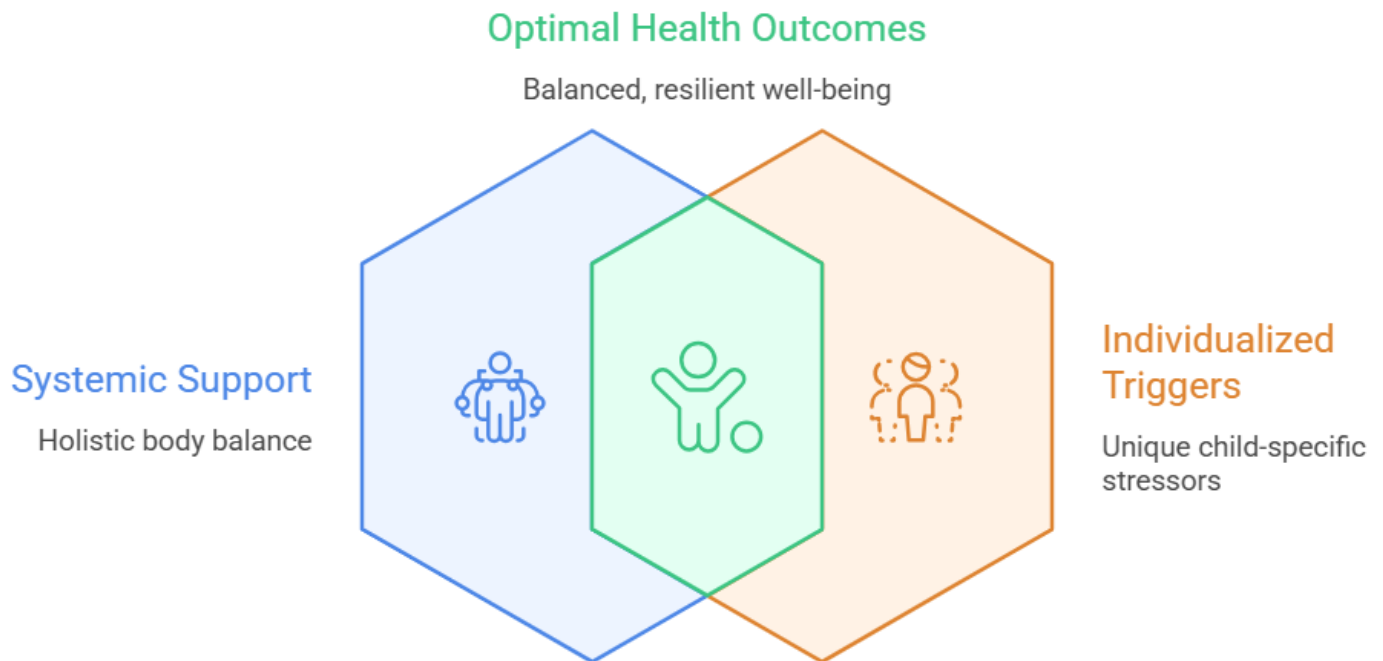 Optimal Health Outcomes
Balanced, resilient well-being
Systemic Support
Holistic body balance
Individualized
Triggers
Unique child-specific
stressors